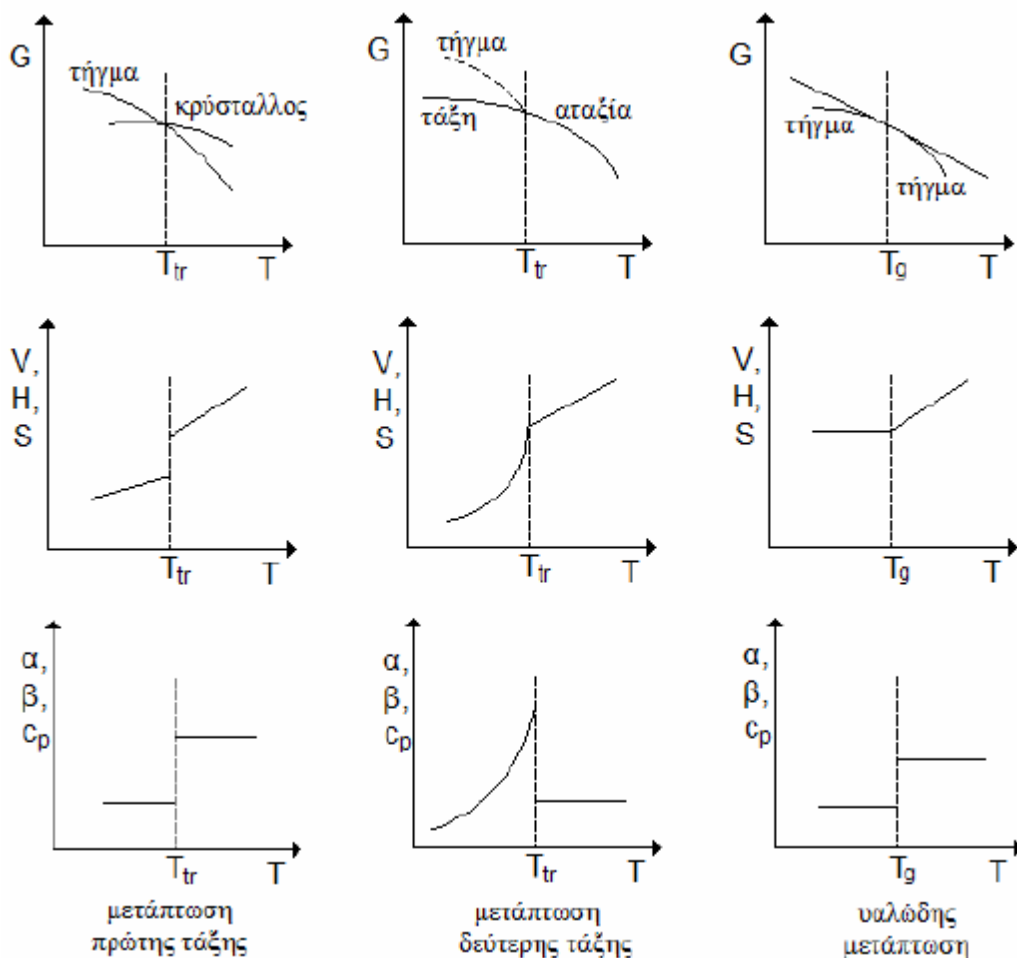 G
τήγμα
κρύσταλλος
T_tr
T
G
τήγμα
τάξη
αταξία
T_tr
T
G
τήγμα
τήγμα
T_g
T
V,
H,
S
T_tr
T
V,
H,
S
T_tr
T
V,
H,
S
T_g
T
α,
β,
c_p
T_tr
T
α,
β,
c_p
T_tr
T
α,
β,
c_p
T_g
T
μετάπτωση
πρώτης τάξης
μετάπτωση
δεύτερης τάξης
υαλώδης
μετάπτωση